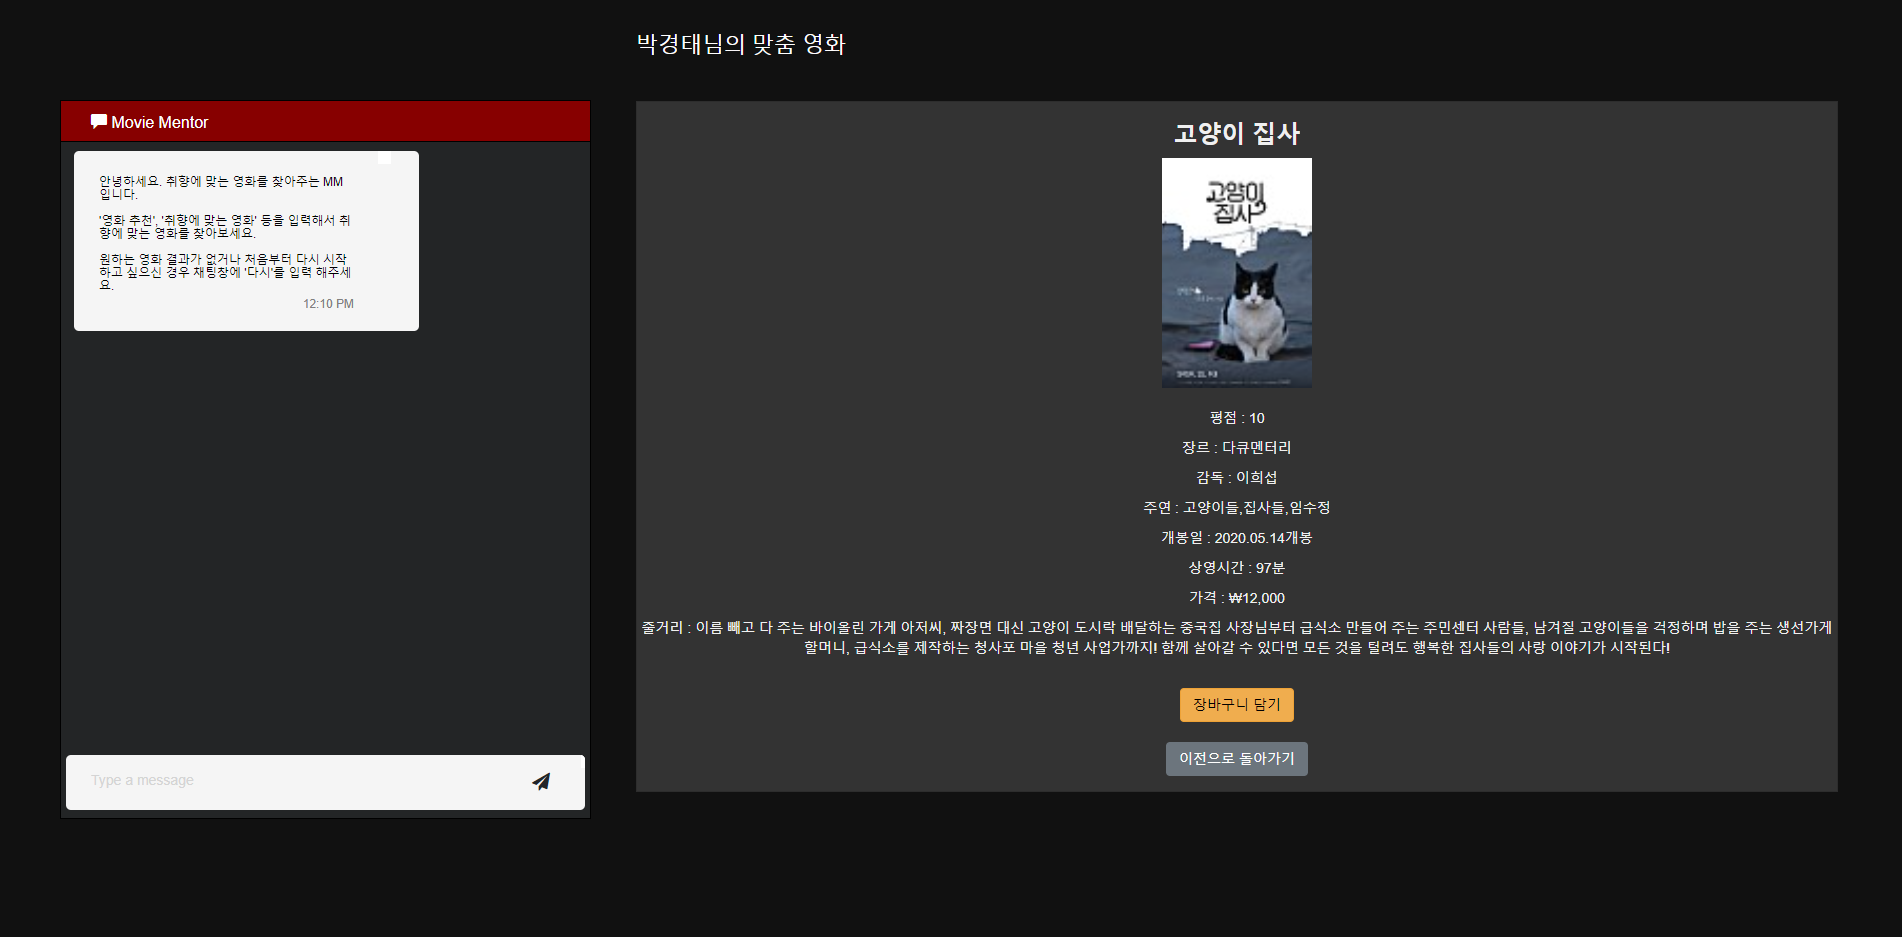 박경태님의 맞춤 영화
Movie Mentor
안녕하세요. 취향에 맞는 영화를 찾아주는 MM
입니다.
'영화 추천', '취향에 맞는 영화' 등을 입력해서 취
향에 맞는 영화를 찾아보세요.
원하는 영화 결과가 없거나 처음부터 다시 시작
하고 싶으신 경우 채팅창에 '다시'를 입력 해주세
요.
12:10 PM
Type a message
고양이 집사
고양이
집사
평점 : 10
장르 : 다큐멘터리
감독 : 이희섭
주연 : 고양이들,집사들,임수정
개봉일 : 2020.05.14개봉
상영시간 : 97분
가격 : ₩12,000
줄거리 : 이름 빼고 다 주는 바이올린 가게 아저씨, 짜장면 대신 고양이 도시락 배달하는 중국집 사장님부터 급식소 만들어 주는 주민센터 사람들, 남겨질 고양이들을 걱정하며 밥을 주는 생선가게
할머니, 급식소를 제작하는 청사포 마을 청년 사업가까지! 함께 살아갈 수 있다면 모든 것을 털려도 행복한 집사들의 사랑 이야기가 시작된다!
장바구니 담기
이전으로 돌아가기